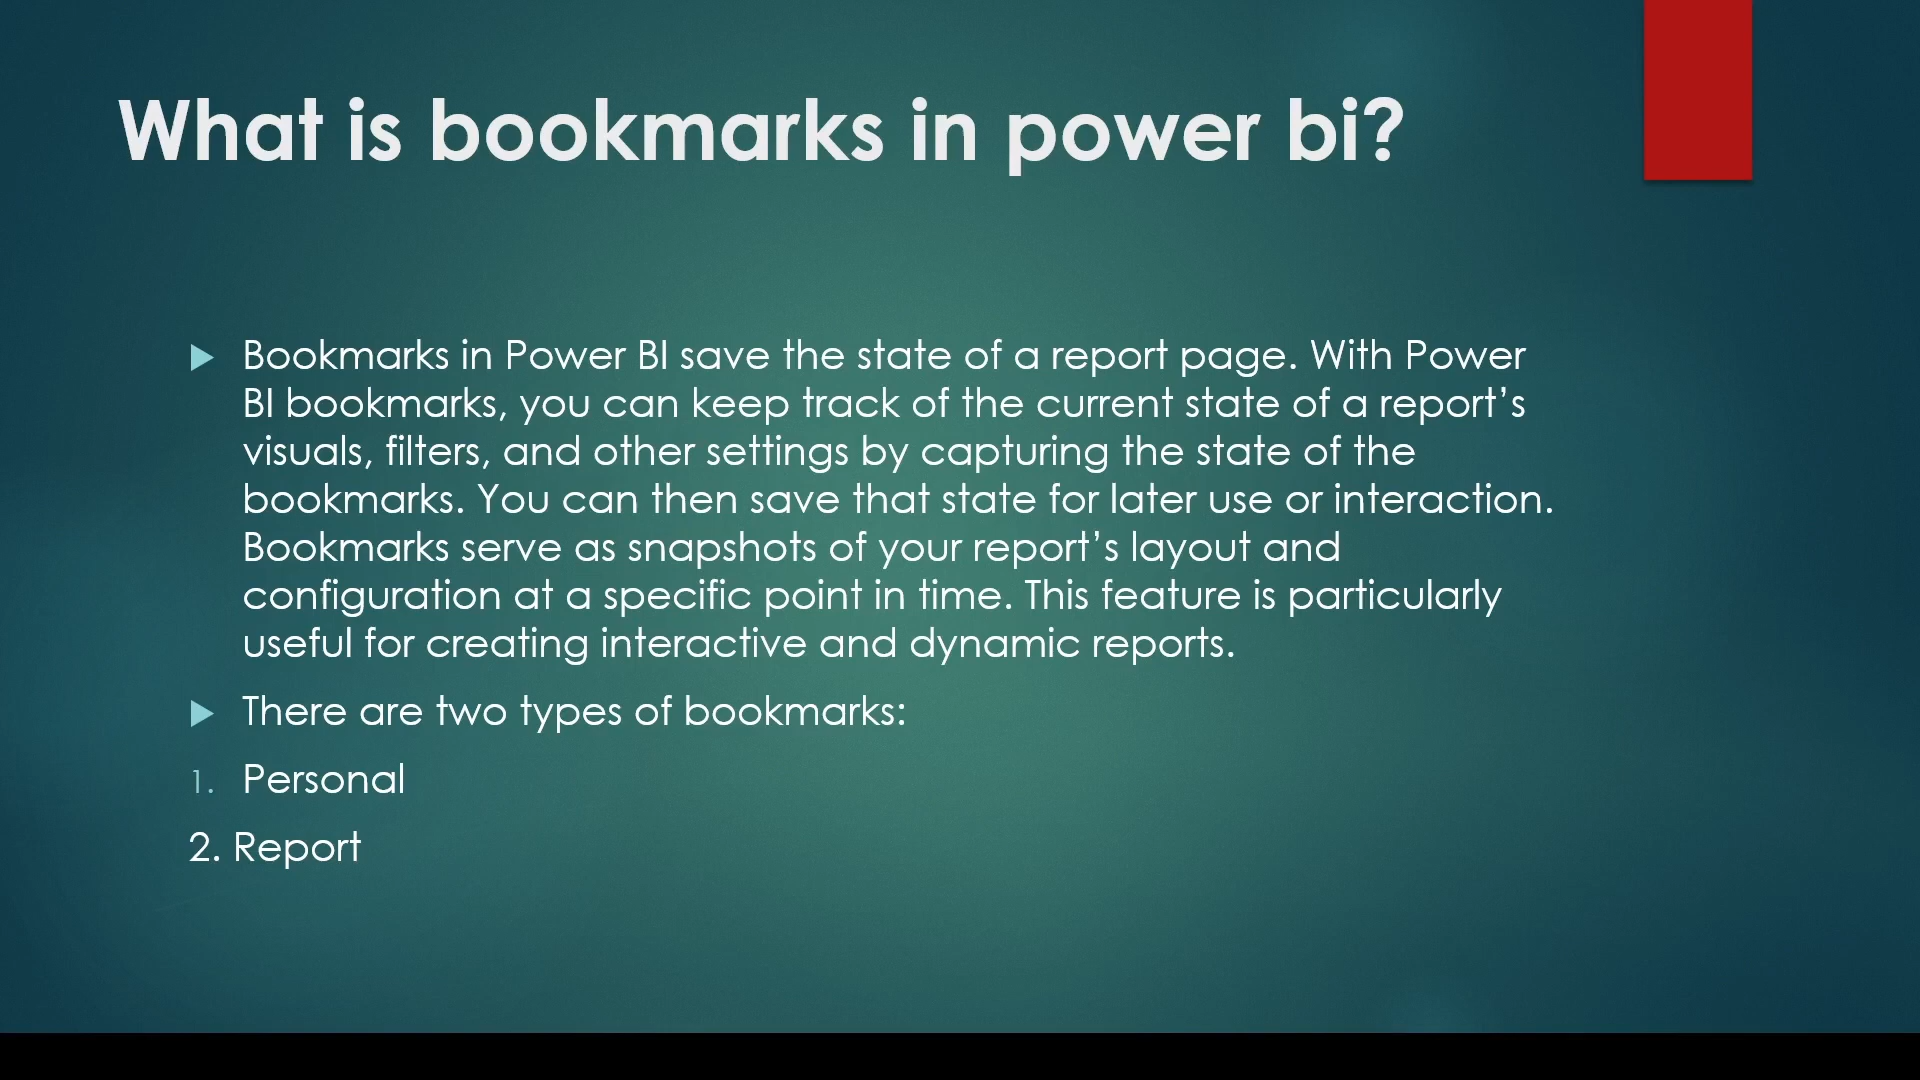 What is bookmarks in power bi?
Bookmarks in Power BI save the state of a report page. With Power
BI bookmarks, you can keep track of the current state of a report’s
visuals, filters, and other settings by capturing the state of the
bookmarks. You can then save that state for later use or interaction.
Bookmarks serve as snapshots of your report’s layout and
configuration at a specific point in time. This feature is particularly
useful for creating interactive and dynamic reports.
There are two types of bookmarks:
1. Personal
2. Report